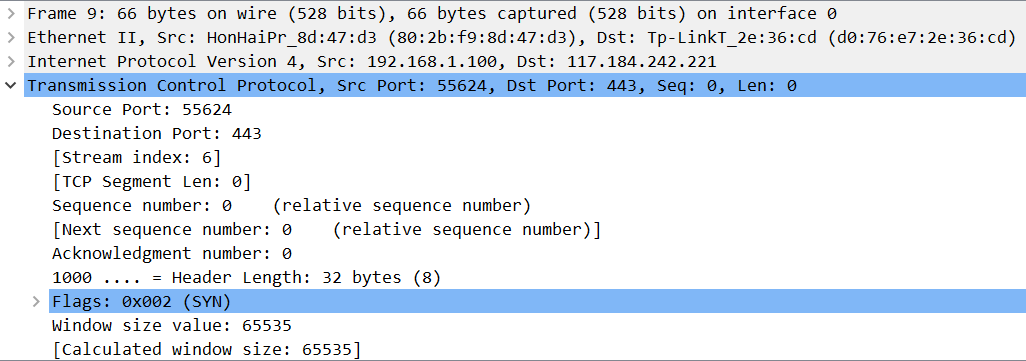 Frame 9: 66 bytes on wire (528 bits), 66 bytes captured (528 bits) on interface 0
Ethernet II, Src: HonHaiPr_8d:47:d3 (80:2b:f9:8d:47:d3), Dst: Tp-LinkT_2e:36:cd (d0:76:e7:2e:36:cd)
Internet Protocol Version 4, Src: 192.168.1.100, Dst: 117.184.242.221
Transmission Control Protocol, Src Port: 55624, Dst Port: 443, Seq: 0, Len: 0
Source Port: 55624
Destination Port: 443
[Stream index: 6]
[TCP Segment Len: 0]
Sequence number: 0    (relative sequence number)
[Next sequence number: 0    (relative sequence number)]
Acknowledgment number: 0
1000 .... = Header Length: 32 bytes (8)
Flags: 0x002 (SYN)
Window size value: 65535
[Calculated window size: 65535]